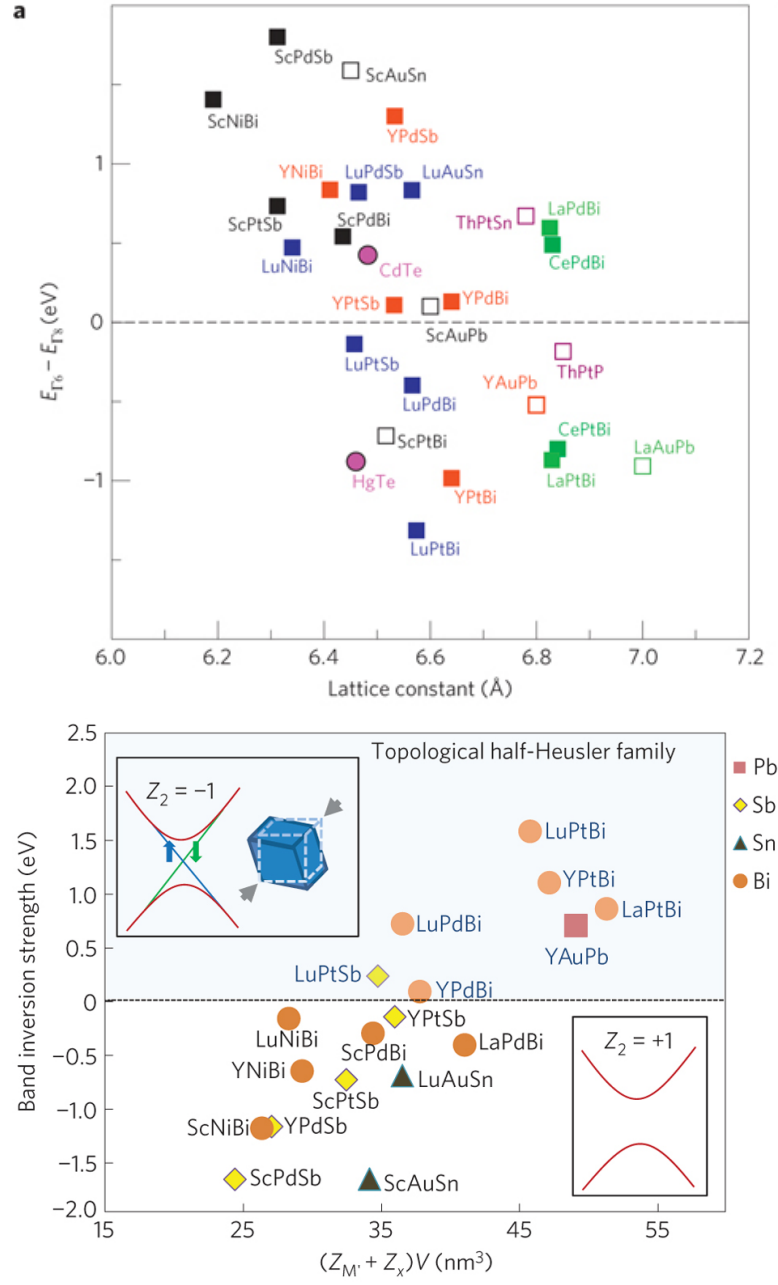 a
ScPdSb
ScAuSn
ScNiBi
YPdSb
1
YNiBi
LuPdSb
LuAuSn
ScPtSb
ScPdBi
ThPtSn
LaPdBi
LuNiBi
CdTe
CePdBi
YPtSb
YPdBi
0
ScAuPb
LuPtSb
ThPtP
YAuPb
LuPdBi
CePtBi
LaAuPb
ScPtBi
−1
HgTe
YPtBi
LaPtBi
LuPtBi
E_Γ6 − E_Γ8 (eV)
6.0 6.2 6.4 6.6 6.8 7.0 7.2
Lattice constant (Å)
2.5
Topological half-Heusler family
Pb
Sb
Sn
Bi
Z₂ = −1
2.0
LuPtBi
1.5
YPtBi
1.0
LaPtBi
LuPdBi
YAuPb
0.5
LuPtSb
YPdBi
0
YPtSb
LuNiBi
ScPdBi
LaPdBi
Z₂ = +1
−0.5
YNiBi
LuAuSn
ScPtSb
−1.0
ScNiBi
YPdSb
−1.5
ScPdSb
ScAuSn
−2.0
Band inversion strength (eV)
15 25 35 45 55
(Z_M' + Z_x)V (nm³)